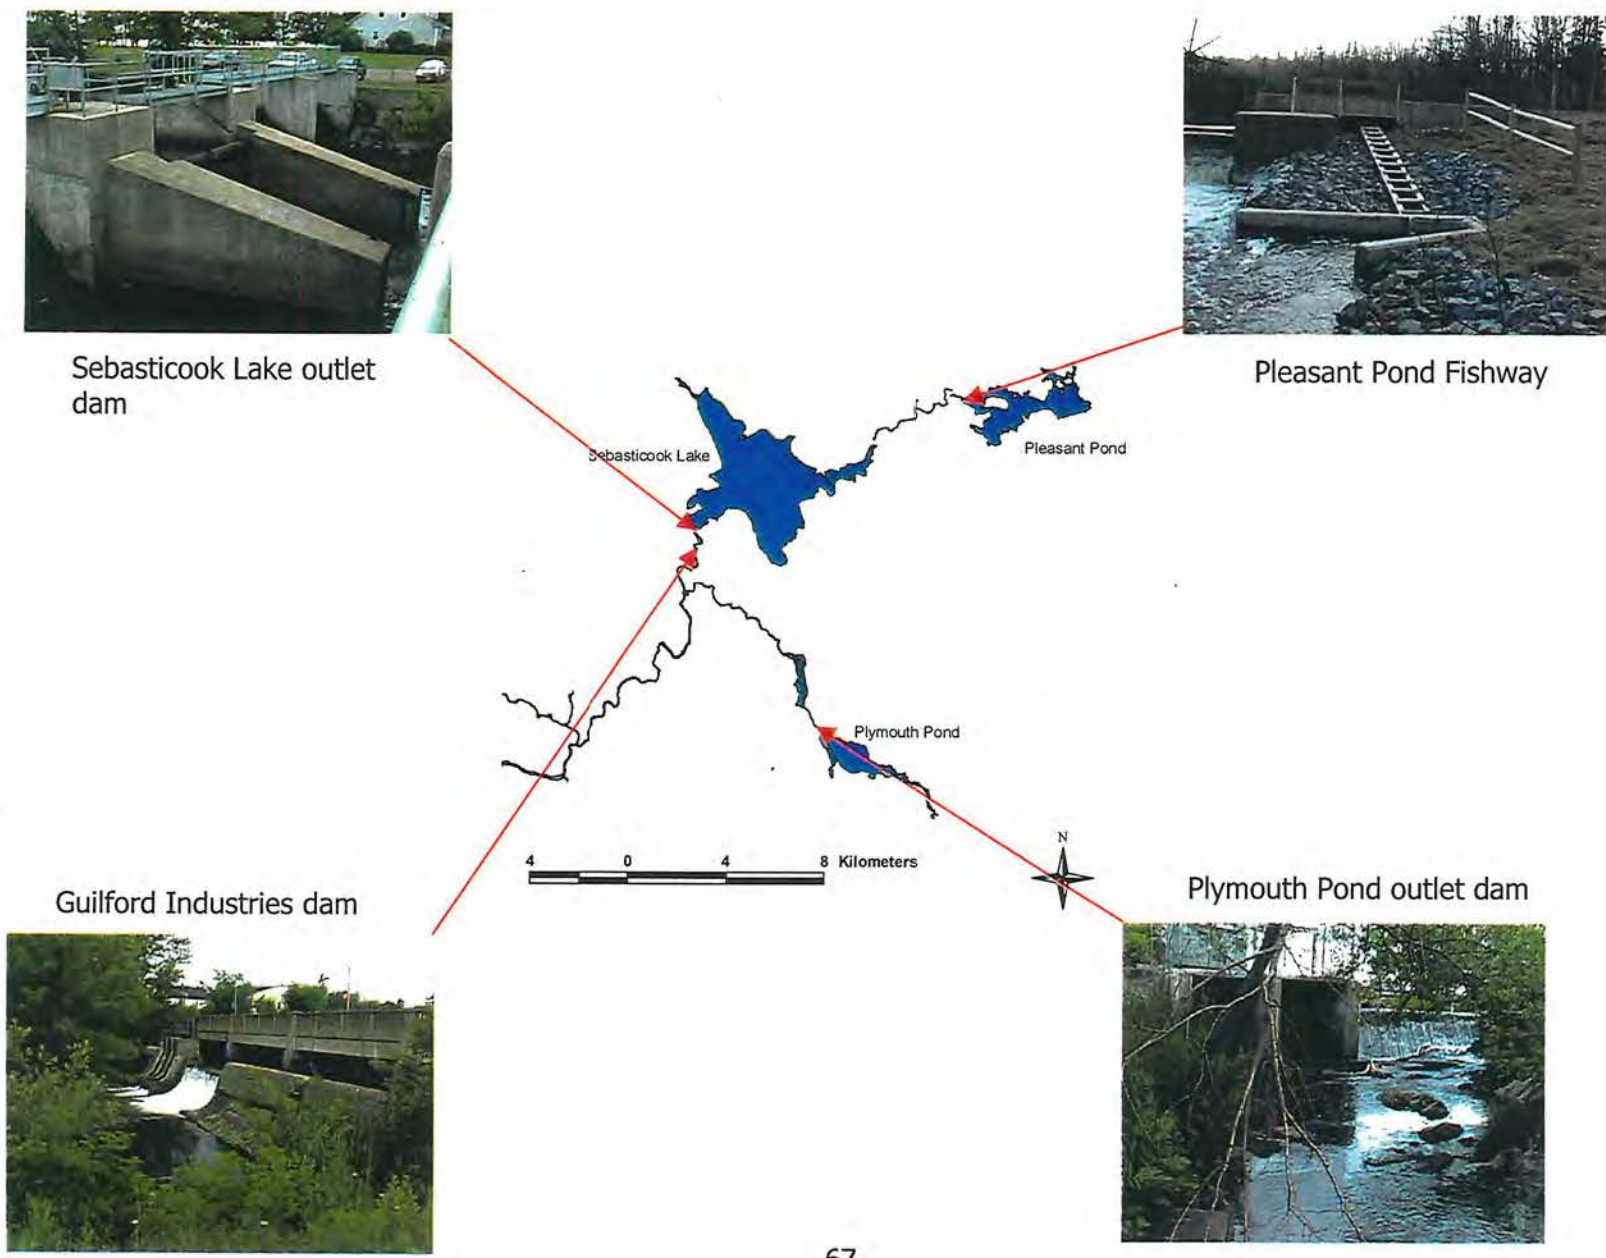 Sebasticook Lake outlet
dam
Pleasant Pond Fishway
Sebasticook Lake
Pleasant Pond
Plymouth Pond
4 0 4 8 Kilometers
N
Guilford Industries dam
Plymouth Pond outlet dam
67